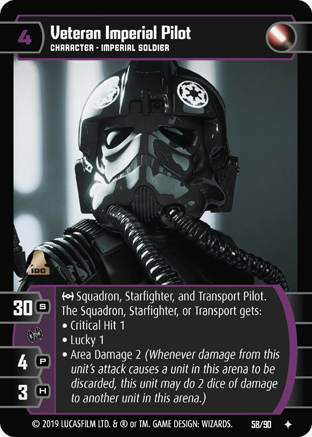 4
Veteran Imperial Pilot
CHARACTER - IMPERIAL SOLDIER
IDC
30 S
4 P
3 H
Squadron, Starfighter, and Transport Pilot.
The Squadron, Starfighter, or Transport gets:
• Critical Hit 1
• Lucky 1
• Area Damage 2 (Whenever damage from this
unit's attack causes a unit in this arena to be
discarded, this unit may do 2 dice of damage
to another unit in this arena.)
© 2019 LUCASFILM LTD. & ® or TM. GAME DESIGN: WIZARDS. 58/90